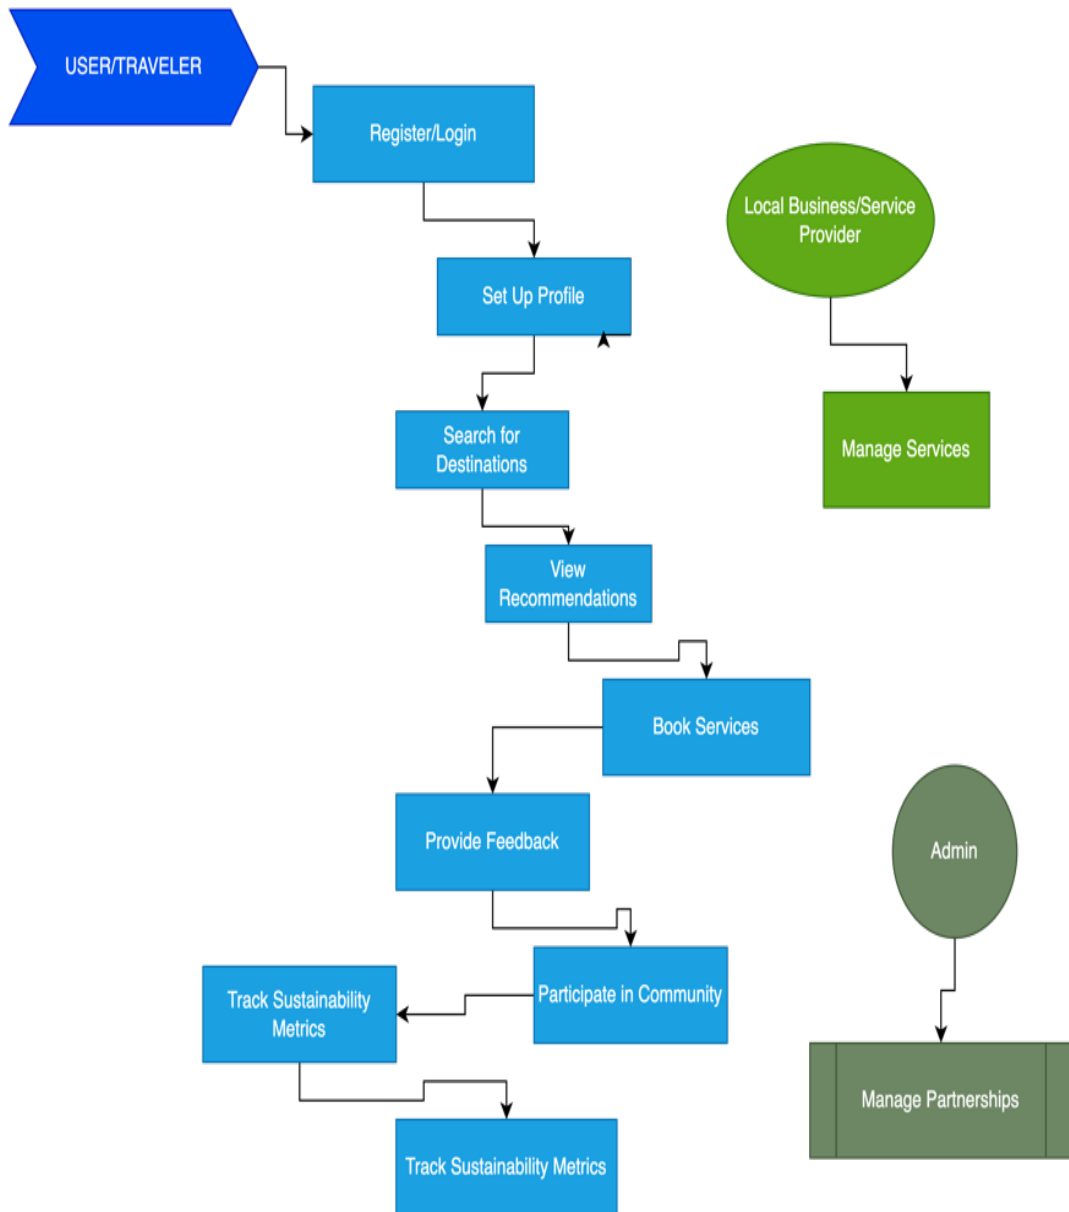 USER/TRAVELER
Register/Login
Local Business/Service
Provider
Set Up Profile
Search for
Destinations
Manage Services
View
Recommendations
Book Services
Provide Feedback
Admin
Participate in Community
Track Sustainability
Metrics
Manage Partnerships
Track Sustainability Metrics